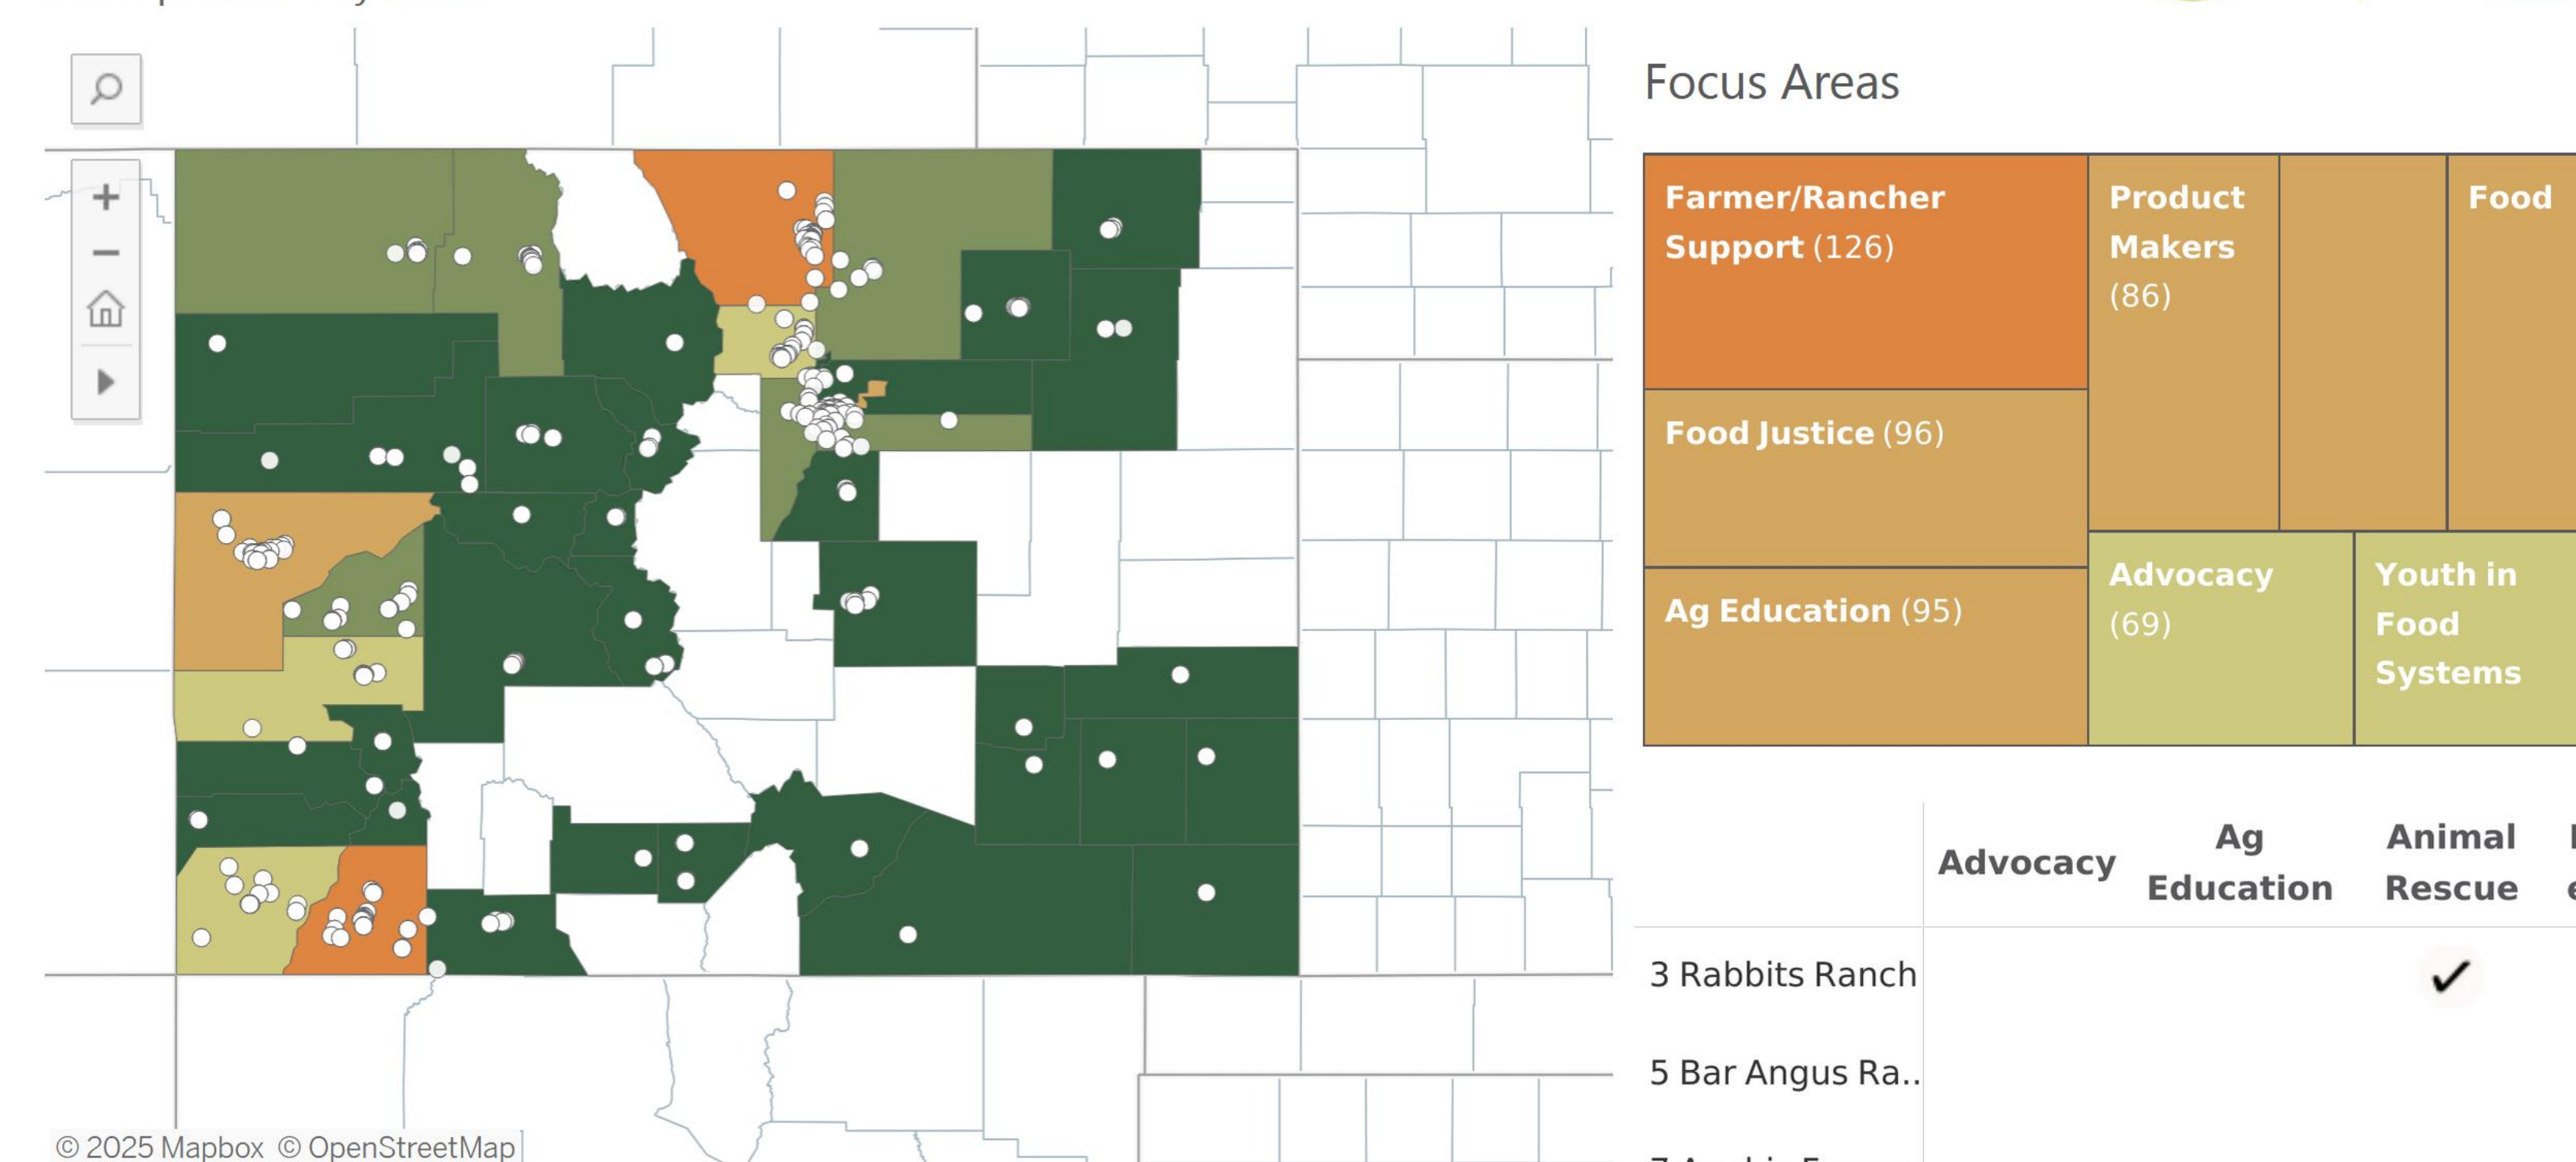 Focus Areas
Farmer/Rancher
Support (126)
Food Justice (96)
Ag Education (95)
Product
Makers
(86)
Food
Advocacy
(69)
Youth in
Food
Systems
Advocacy
Ag
Education
Animal
Rescue
3 Rabbits Ranch
5 Bar Angus Ra..
© 2025 Mapbox © OpenStreetMap